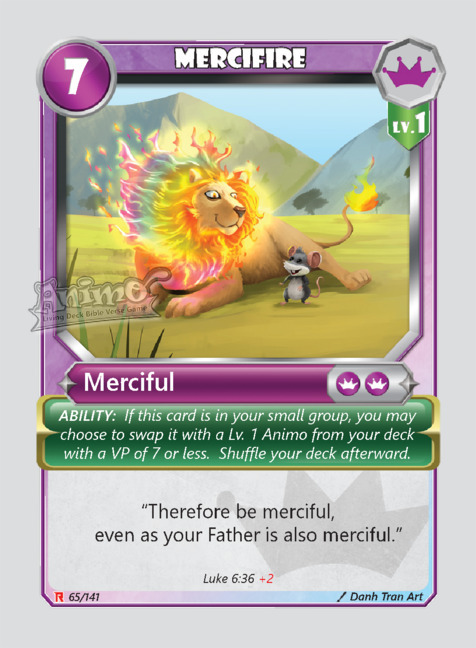 7
MERCIFIRE
LV.1
Animo
Living Deck Bible Verse Game
Merciful
ABILITY: If this card is in your small group, you may
choose to swap it with a Lv. 1 Animo from your deck
with a VP of 7 or less. Shuffle your deck afterward.
“Therefore be merciful,
even as your Father is also merciful.”
Luke 6:36 +2
R 65/141
Danh Tran Art